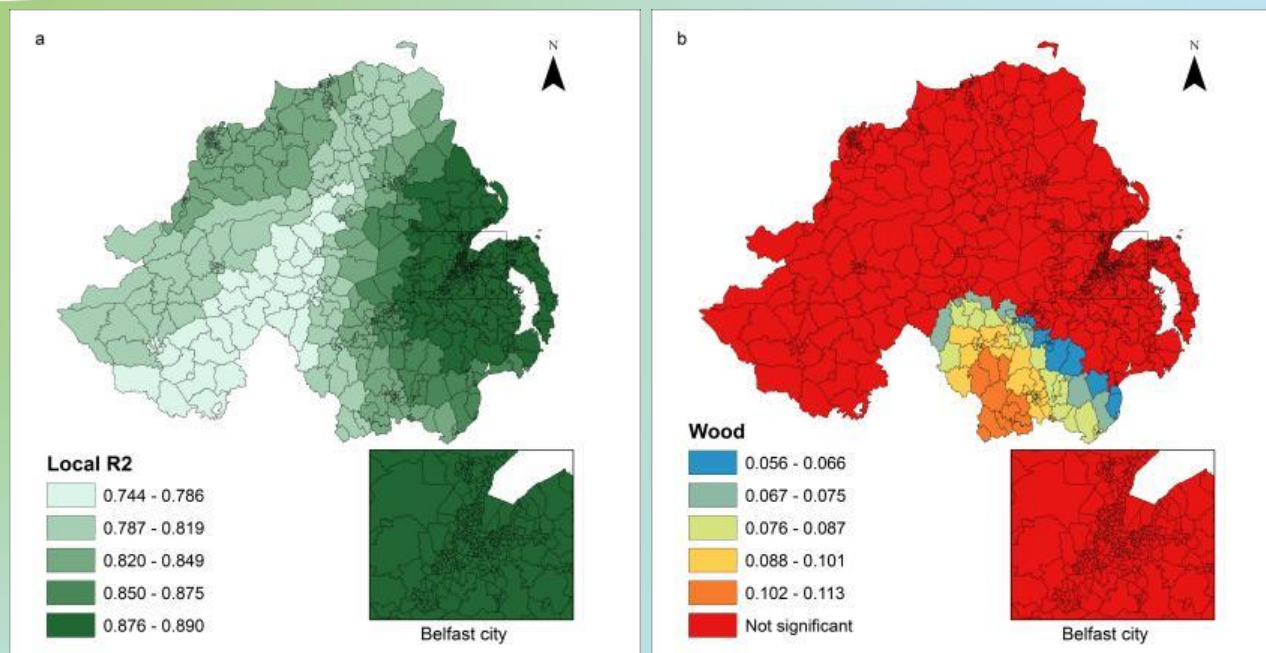 a
N
Local R2
0.744 - 0.786
0.787 - 0.819
0.820 - 0.849
0.850 - 0.875
0.876 - 0.890
Belfast city
b
N
Wood
0.056 - 0.066
0.067 - 0.075
0.076 - 0.087
0.088 - 0.101
0.102 - 0.113
Not significant
Belfast city